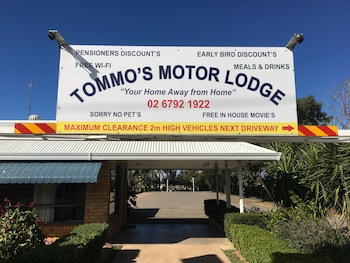 PENSIONERS DISCOUNT'S EARLY BIRD DISCOUNT'S
FREE WI-FI MEALS & DRINKS
TOMMO'S MOTOR LODGE
"Your Home Away from Home"
02 6792 1922
SORRY NO PET'S FREE IN HOUSE MOVIE'S
MAXIMUM CLEARANCE 2m HIGH VEHICLES NEXT DRIVEWAY